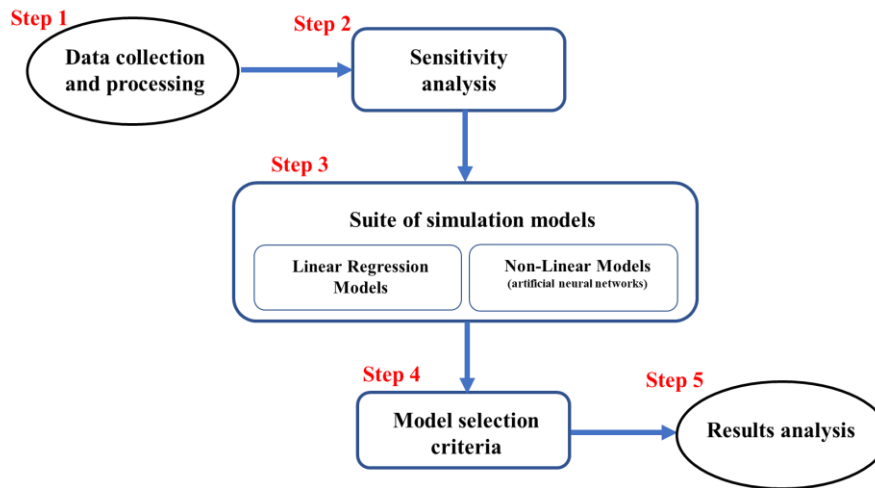 Step 1
Data collection
and processing
Step 2
Sensitivity
analysis
Step 3
Suite of simulation models
Linear Regression
Models
Non-Linear Models
(artificial neural networks)
Step 4
Model selection
criteria
Step 5
Results analysis